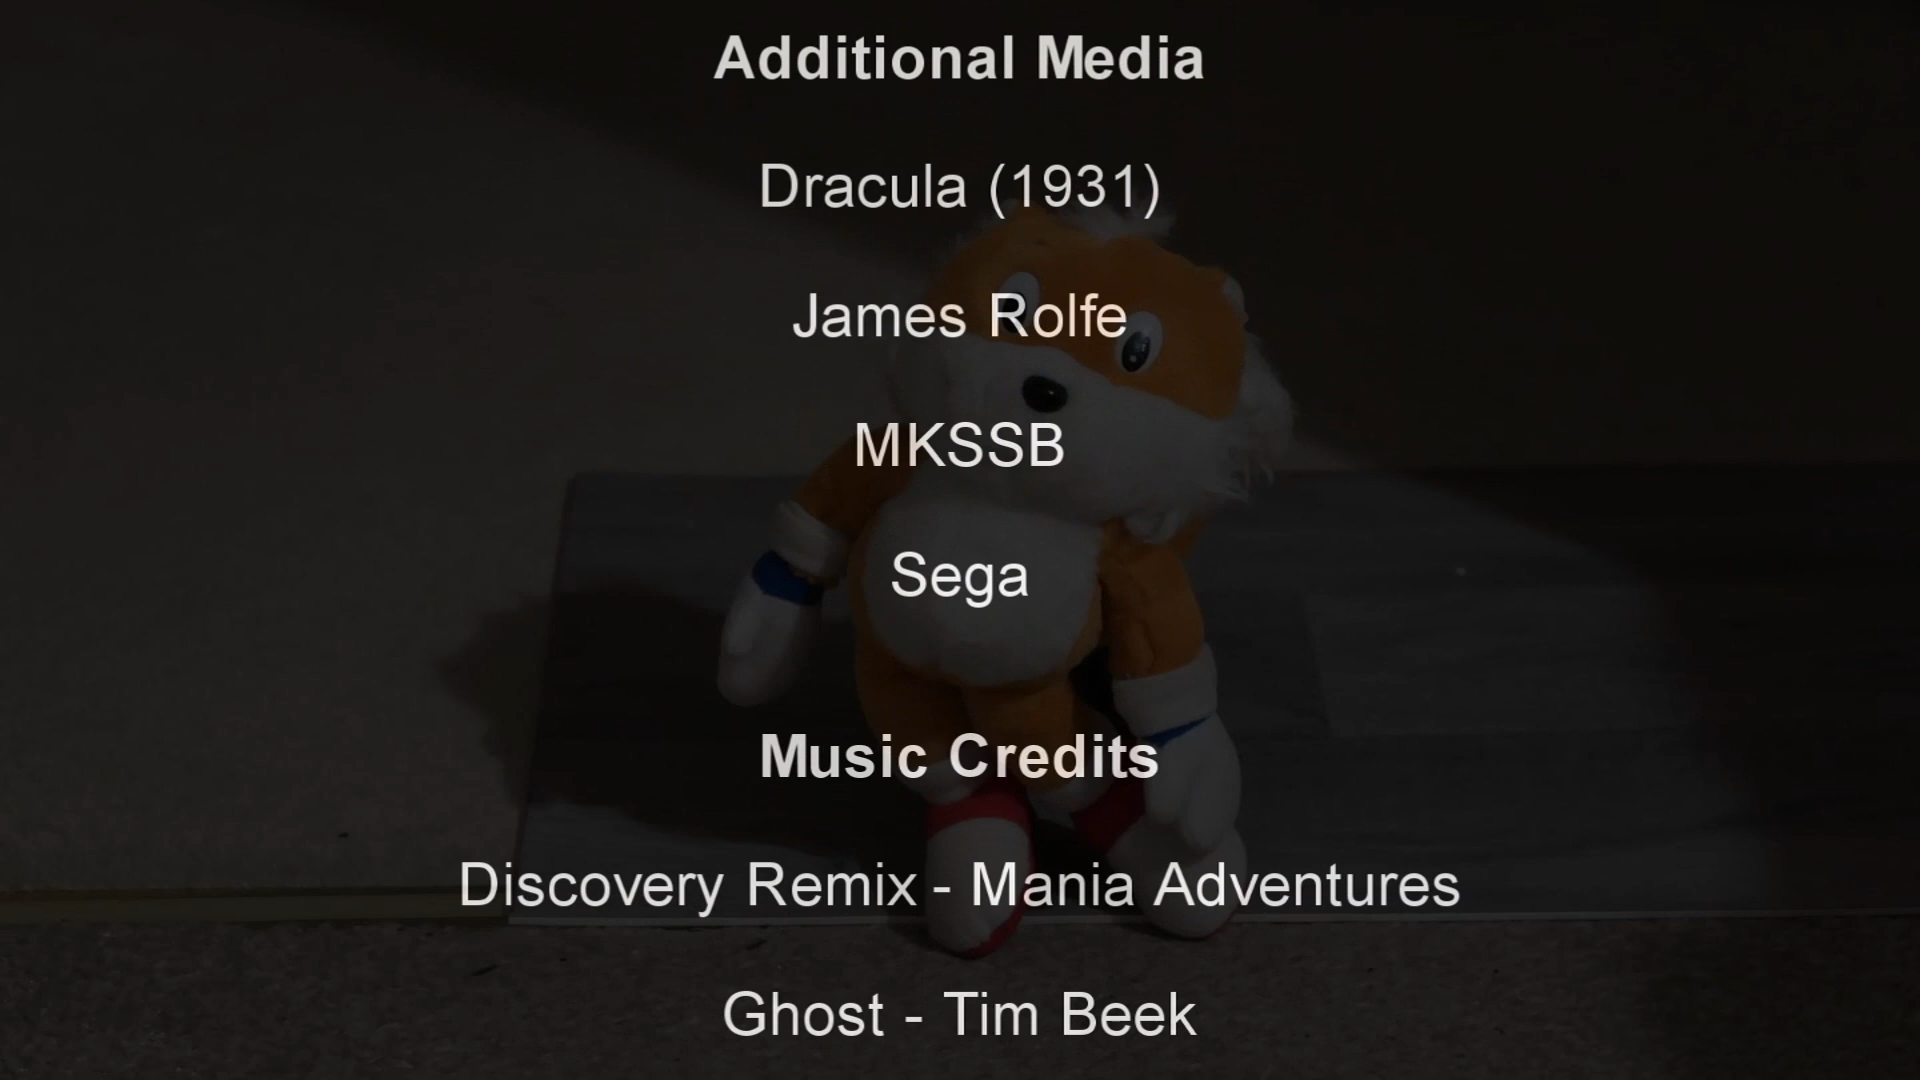 Additional Media
Dracula (1931)
James Rolfe
MKSSB
Sega
Music Credits
Discovery Remix - Mania Adventures
Ghost - Tim Beek